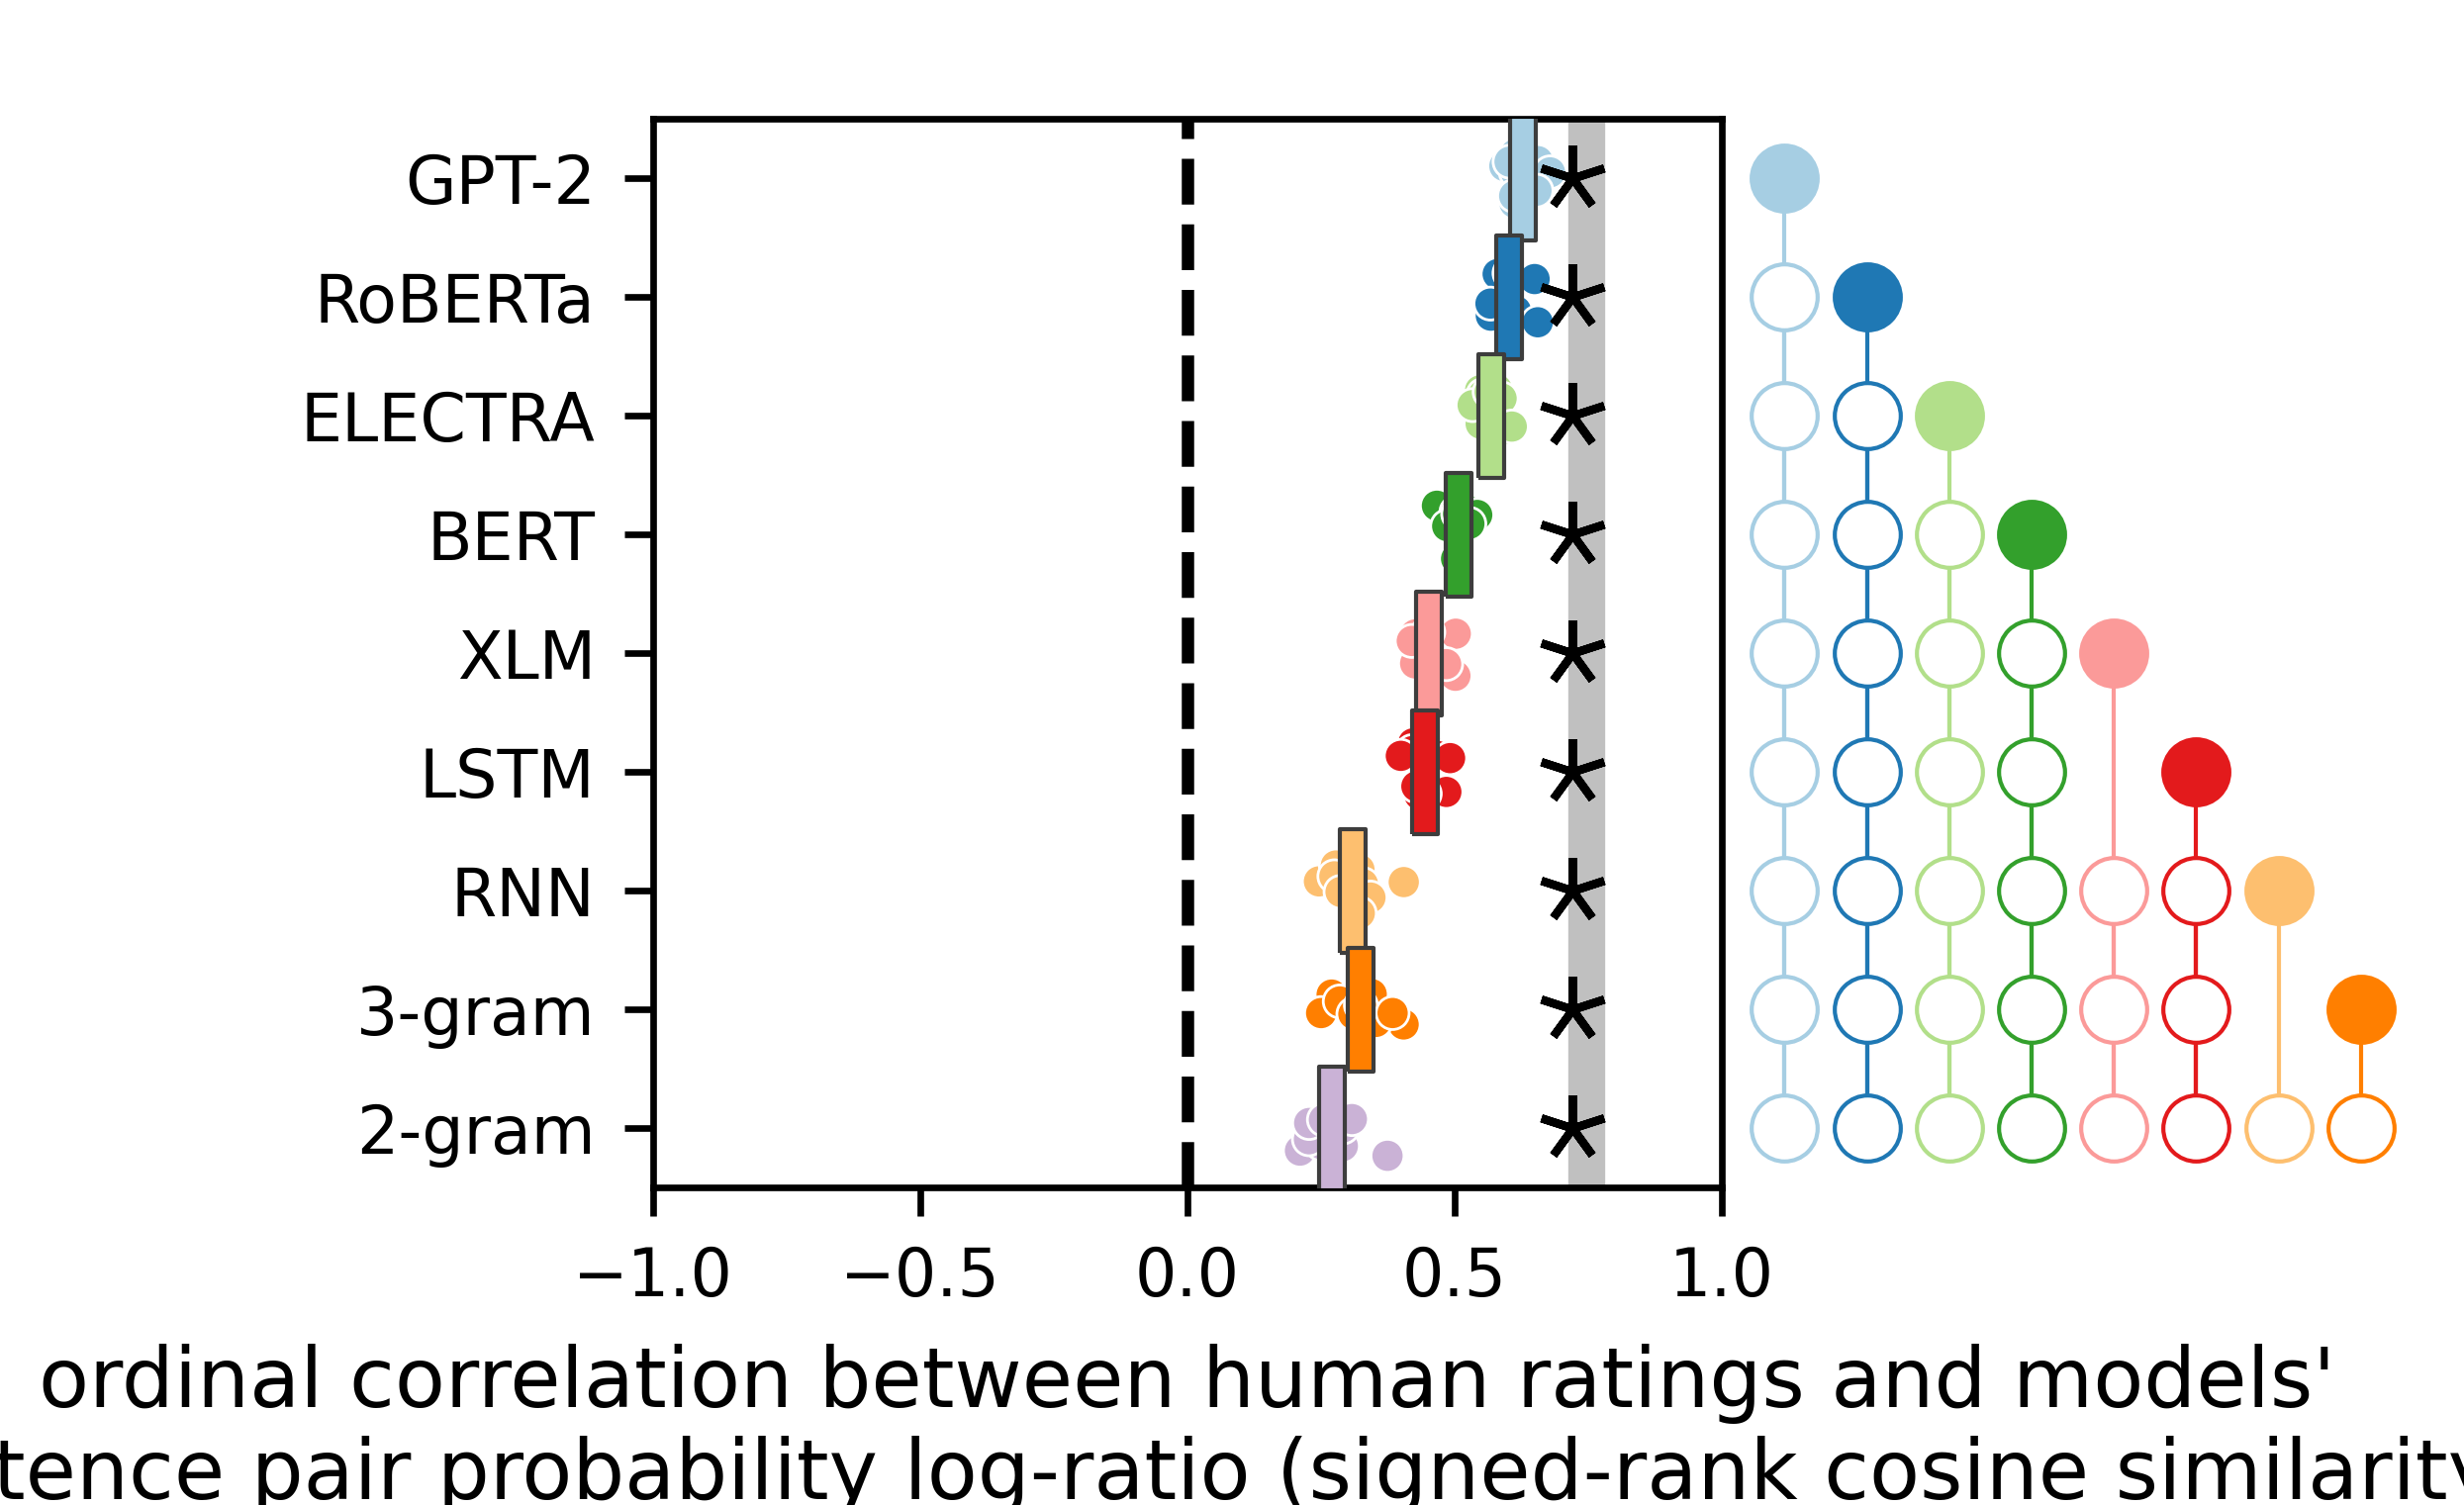 GPT-2
RoBERTa
ELECTRA
BERT
XLM
LSTM
RNN
3-gram
2-gram
−1.0 −0.5 0.0 0.5 1.0
ordinal correlation between human ratings and models'
pair probability log-ratio (signed-rank cosine